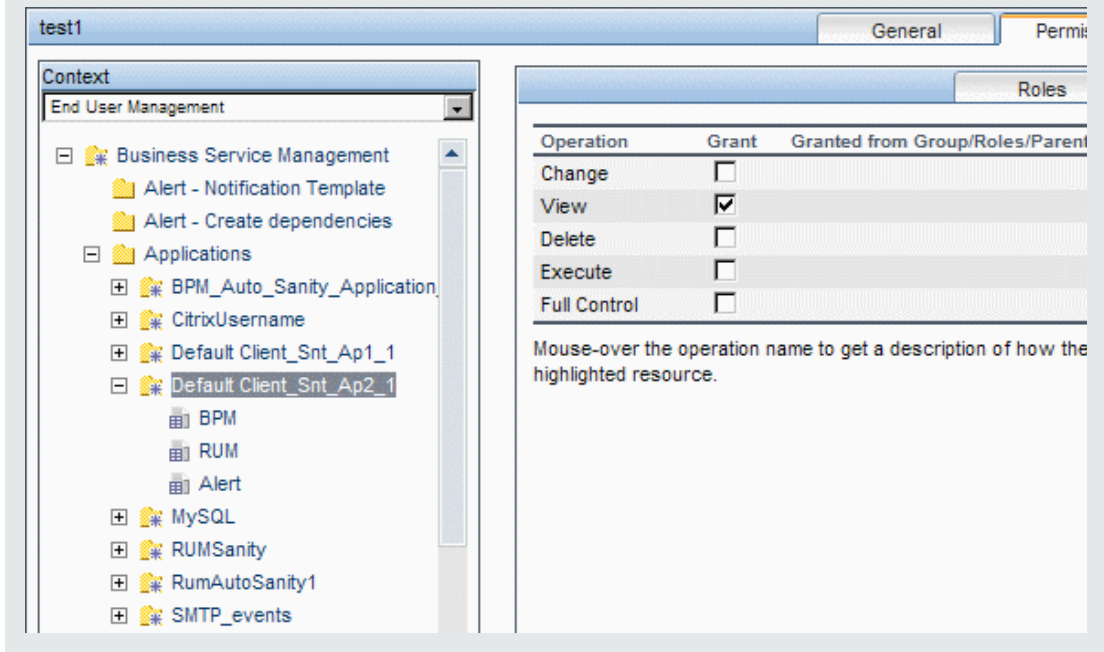 test1
General
Permis
Context
End User Management
Business Service Management
Alert - Notification Template
Alert - Create dependencies
Applications
BPM_Auto_Sanity_Application_
CitrixUsername
Default Client_Snt_Ap1_1
Default Client_Snt_Ap2_1
BPM
RUM
Alert
MySQL
RUMSanity
RumAutoSanity1
SMTP_events
Roles
Operation Grant Granted from Group/Roles/Parent
Change
View
Delete
Execute
Full Control
Mouse-over the operation name to get a description of how the
highlighted resource.